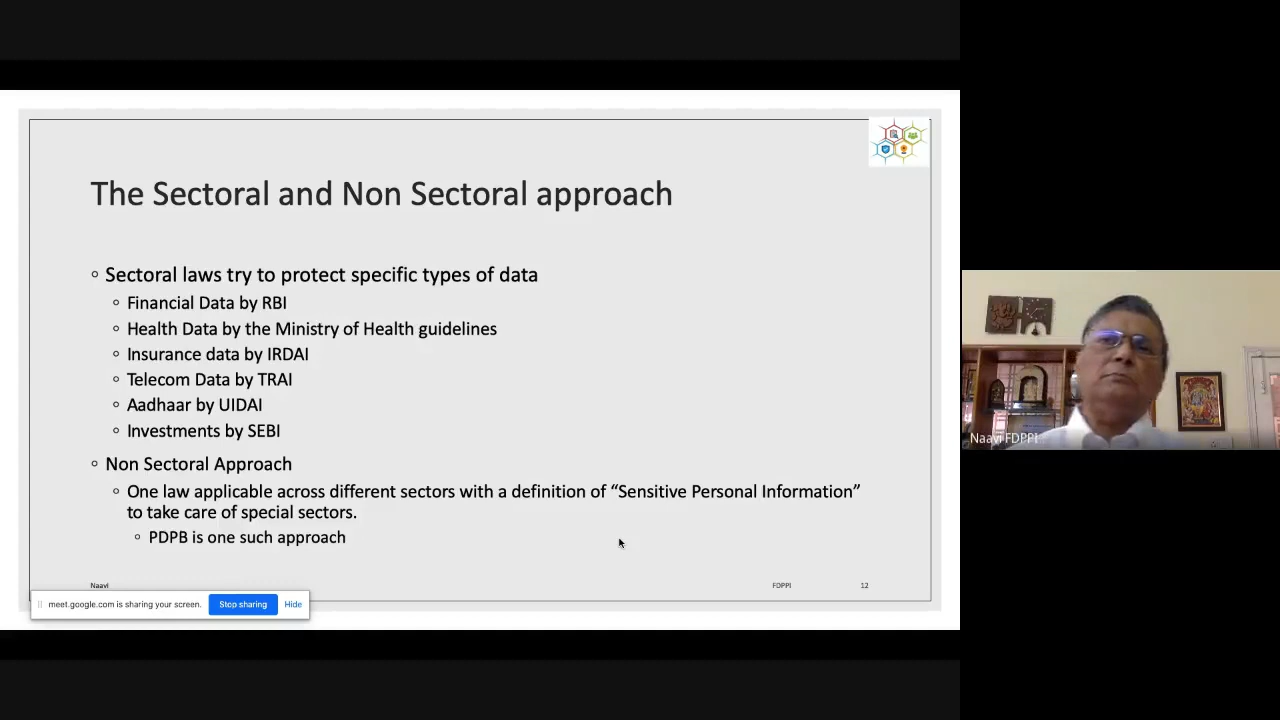 The Sectoral and Non Sectoral approach
◦ Sectoral laws try to protect specific types of data
◦ Financial Data by RBI
◦ Health Data by the Ministry of Health guidelines
◦ Insurance data by IRDAI
◦ Telecom Data by TRAI
◦ Aadhaar by UIDAI
◦ Investments by SEBI
◦ Non Sectoral Approach
◦ One law applicable across different sectors with a definition of “Sensitive Personal Information”
to take care of special sectors.
◦ PDPB is one such approach
Naavi FDPPI 12
meet.google.com is sharing your screen. Stop sharing Hide
Naavi FDPPI